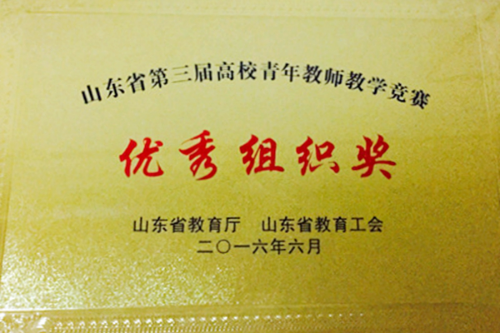 山东省第三届高校青年教师教学竞赛
优秀组织奖
山东省教育厅 山东省教育工会
二〇一六年六月